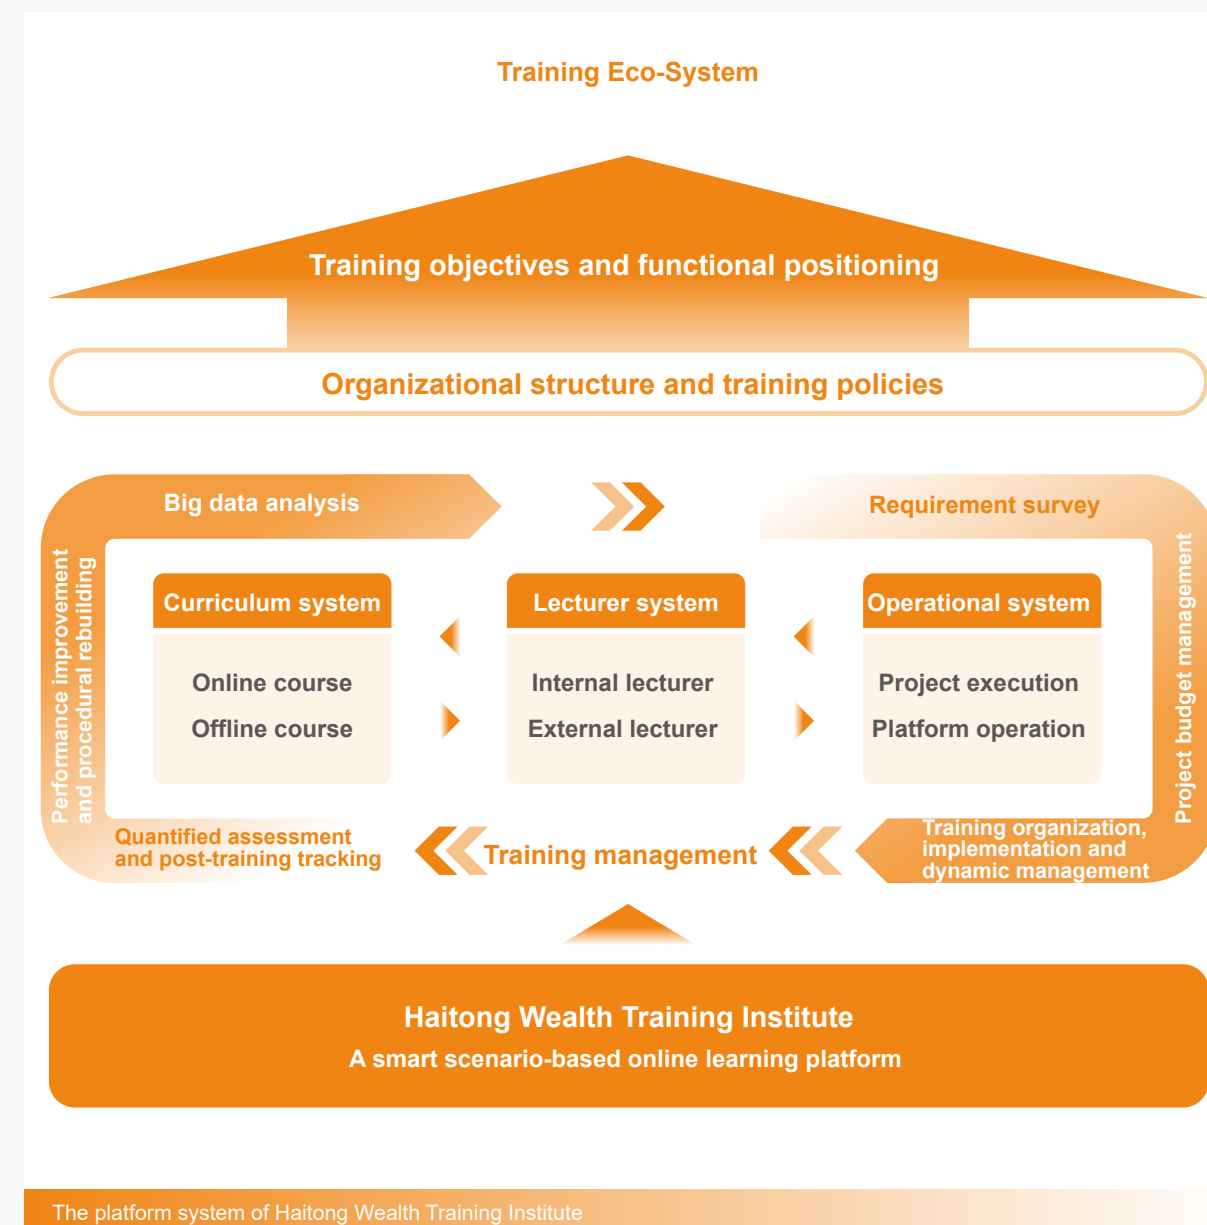 Training Eco-System
Training objectives and functional positioning
Organizational structure and training policies
Big data analysis
Requirement survey
Performance improvement
and procedural rebuilding
Project budget management
Curriculum system
Online course
Offline course
Lecturer system
Internal lecturer
External lecturer
Operational system
Project execution
Platform operation
Quantified assessment
and post-training tracking
Training management
Training organization,
implementation and
dynamic management
Haitong Wealth Training Institute
A smart scenario-based online learning platform
The platform system of Haitong Wealth Training Institute